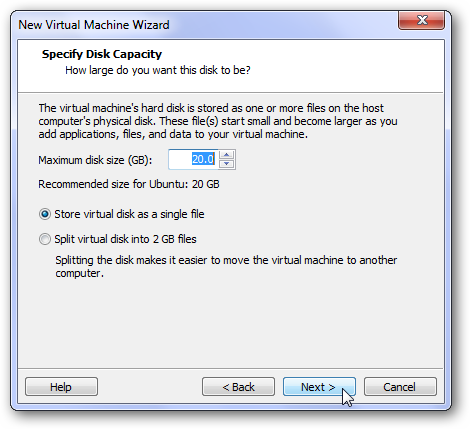 New Virtual Machine Wizard
Specify Disk Capacity
How large do you want this disk to be?
The virtual machine's hard disk is stored as one or more files on the host
computer's physical disk. These file(s) start small and become larger as you
add applications, files, and data to your virtual machine.
Maximum disk size (GB): 20.0
Recommended size for Ubuntu: 20 GB
Store virtual disk as a single file
Split virtual disk into 2 GB files
Splitting the disk makes it easier to move the virtual machine to another
computer.
Help < Back Next > Cancel